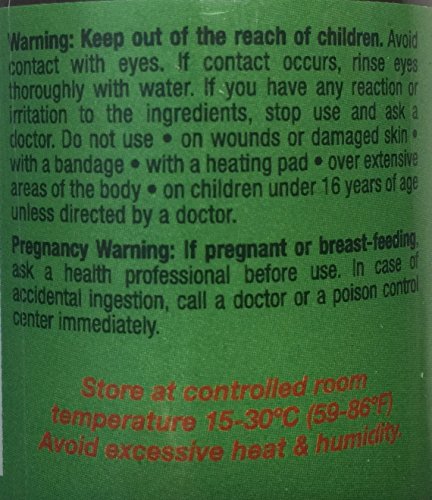 Warning: Keep out of the reach of children. Avoid
contact with eyes. If contact occurs, rinse eyes
thoroughly with water. If you have any reaction or
irritation to the ingredients, stop use and ask a
doctor. Do not use • on wounds or damaged skin •
with a bandage • with a heating pad • over extensive
areas of the body • on children under 16 years of age
unless directed by a doctor.
Pregnancy Warning: If pregnant or breast-feeding,
ask a health professional before use. In case of
accidental ingestion, call a doctor or a poison control
center immediately.
Store at controlled room
temperature 15-30ºC (59-86ºF)
Avoid excessive heat & humidity.